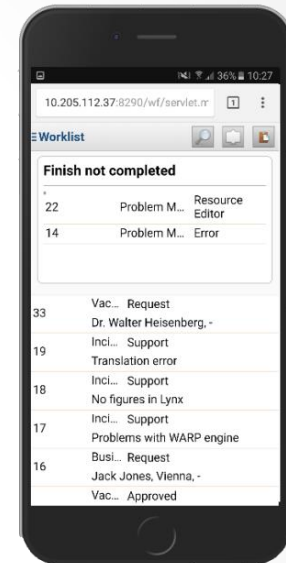 36% 10:27
10.205.112.37:8290/wf/servlet.r 1
Worklist
Finish not completed
22 Problem M... Resource Editor
14 Problem M... Error
33 Vac... Request
Dr. Walter Heisenberg, -
19 Inci... Support
Translation error
18 Inci... Support
No figures in Lynx
17 Inci... Support
Problems with WARP engine
16 Busi... Request
Jack Jones, Vienna, -
Vac... Approved